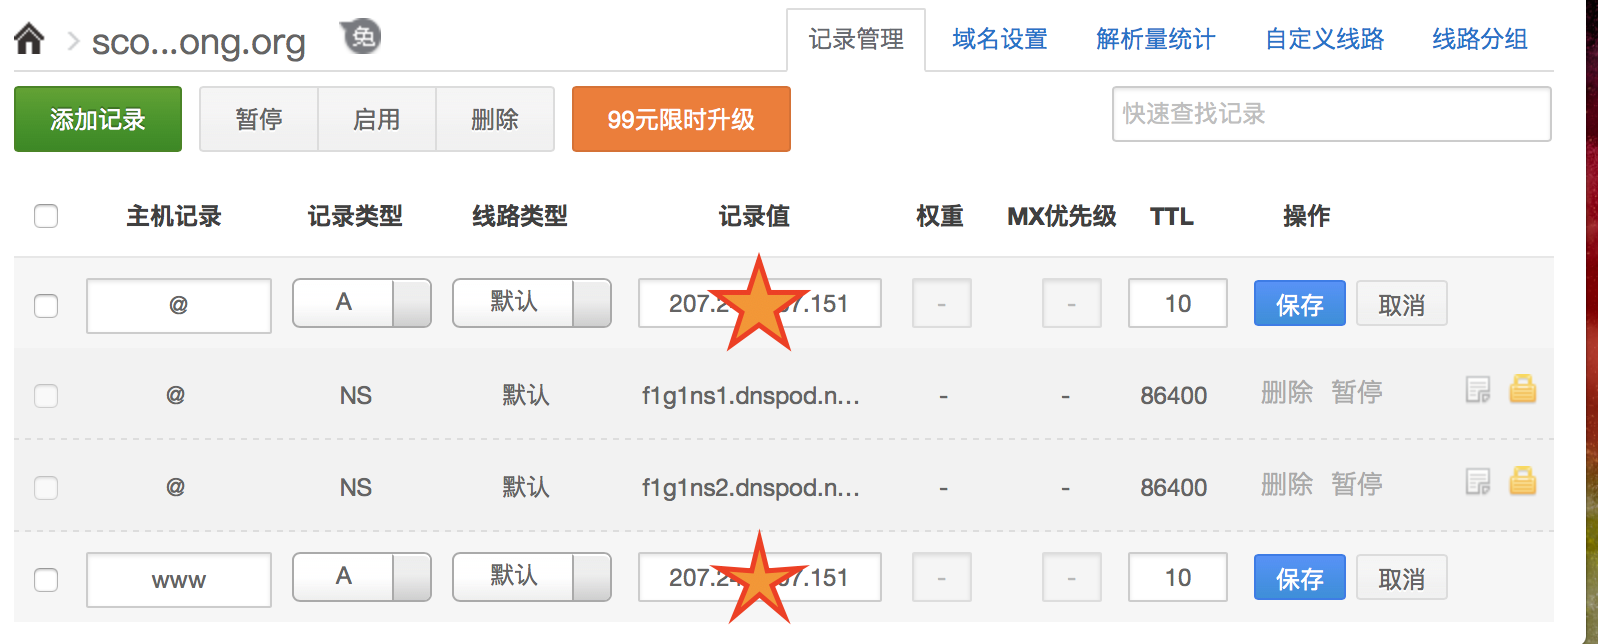 sco...ong.org 免 记录管理 域名设置 解析量统计 自定义线路 线路分组
添加记录 暂停 启用 删除 99元限时升级 快速查找记录
主机记录 记录类型 线路类型 记录值 权重 MX优先级 TTL 操作
@ A 默认 207.2 7.151 - - 10 保存 取消
@ NS 默认 f1g1ns1.dnspod.n... - - 86400 删除 暂停
@ NS 默认 f1g1ns2.dnspod.n... - - 86400 删除 暂停
www A 默认 207.2 7.151 - - 10 保存 取消